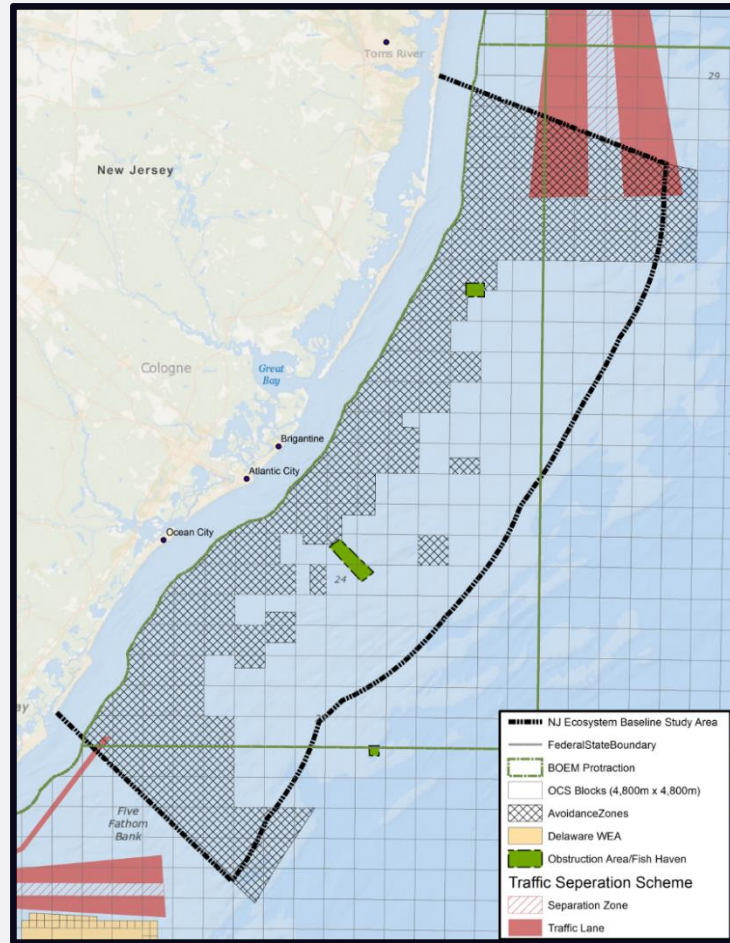 Toms River
29
New Jersey
Cologne
Great
Bay
Brigantine
Atlantic City
Ocean City
24
ay
Five
Fathom
Bank
NJ Ecosystem Baseline Study Area
FederalStateBoundary
BOEM Protraction
OCS Blocks (4,800m x 4,800m)
AvoidanceZones
Delaware WEA
Obstruction Area/Fish Haven
Traffic Seperation Scheme
Separation Zone
Traffic Lane